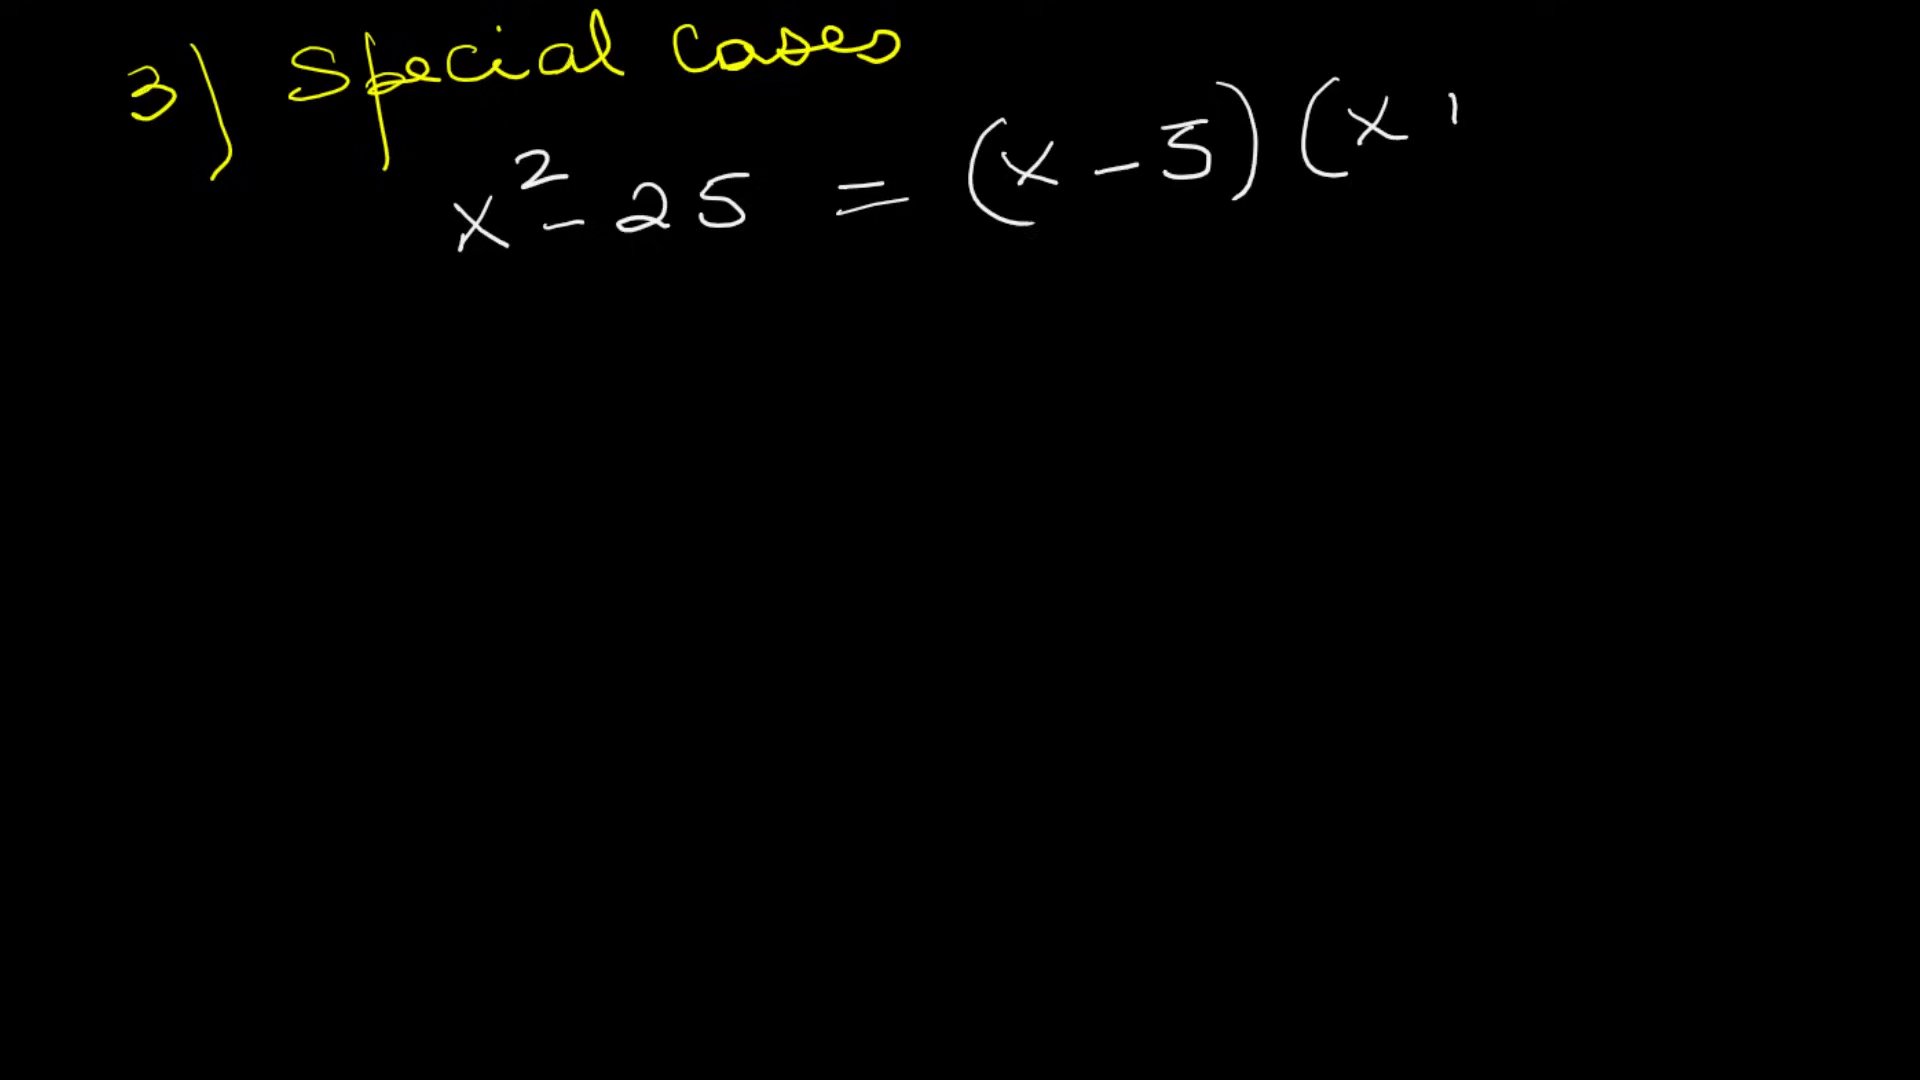 3) Special cases
x² - 25 = (x - 5) (x